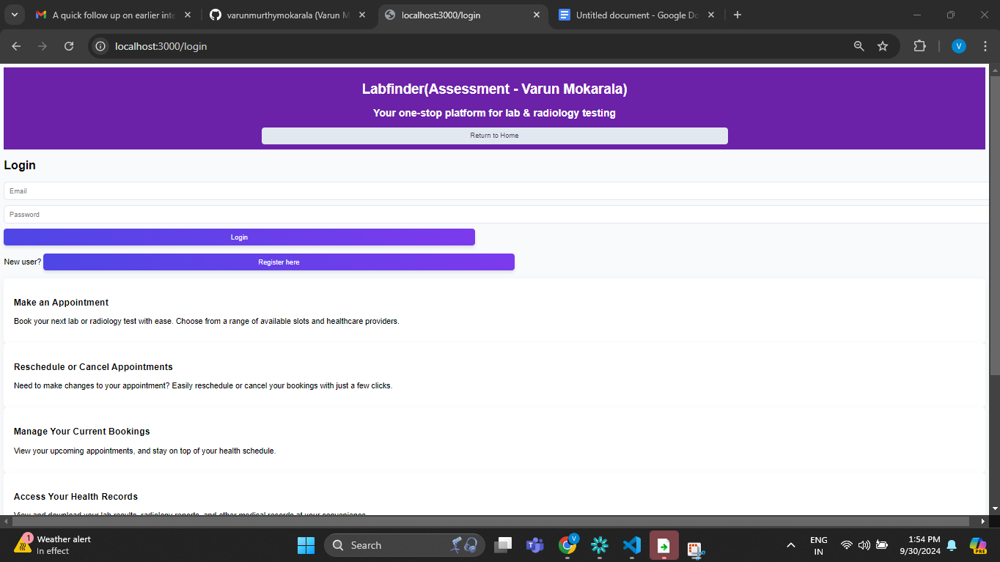 A quick follow up on earlier inte
varunmurthymokarala (Varun M
localhost:3000/login
Untitled document - Google Do
localhost:3000/login
V
Labfinder(Assessment - Varun Mokarala)
Your one-stop platform for lab & radiology testing
Return to Home
Login
Email
Password
Login
New user? Register here
Make an Appointment
Book your next lab or radiology test with ease. Choose from a range of available slots and healthcare providers.
Reschedule or Cancel Appointments
Need to make changes to your appointment? Easily reschedule or cancel your bookings with just a few clicks.
Manage Your Current Bookings
View your upcoming appointments, and stay on top of your health schedule.
Access Your Health Records
View and download your lab results, radiology reports, and other medical records at your convenience.
1
Weather alert
In effect
Search
T
V
ENG
IN
1:54 PM
9/30/2024
PRE